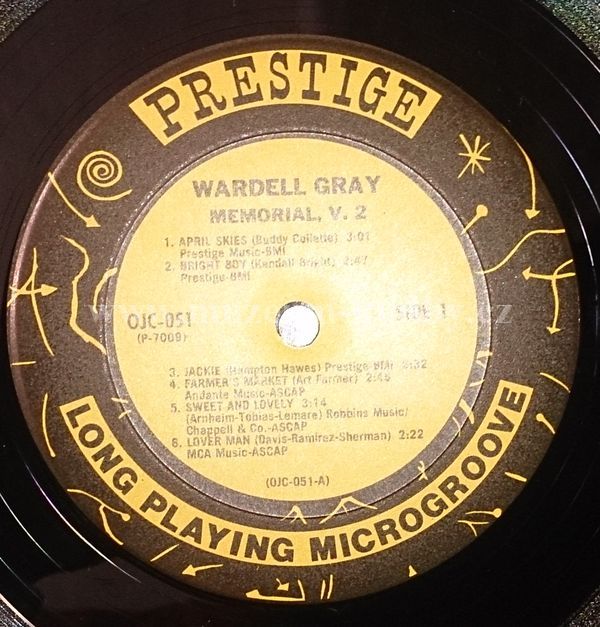 PRESTIGE
WARDELL GRAY
MEMORIAL, V. 2
1. APRIL SKIES (Buddy Collette) 3:01
Prestige Music-BMI
2. BRIGHT BOY (Kendall Bright) 2:47
Prestige-BMI
OJC-051
SIDE 1
(P-7009)
3. JACKIE (Hampton Hawes) Prestige-BMI 3:32
4. FARMER'S MARKET (Art Farmer) 2:46
Andante Music-ASCAP
5. SWEET AND LOVELY 3:14
(Arnheim-Tobias-Lemare) Robbins Music/
Chappell & Co.-ASCAP
6. LOVER MAN (Davis-Ramirez-Sherman) 2:22
MCA Music-ASCAP
(OJC-051-A)
LONG PLAYING MICROGROOVE